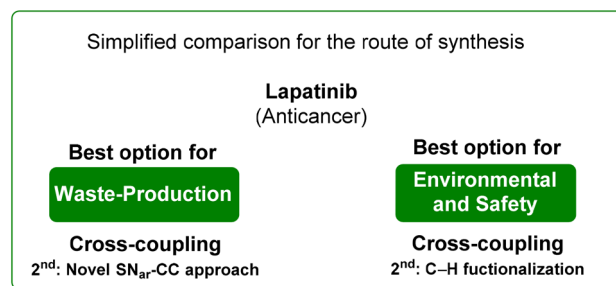 Simplified comparison for the route of synthesis
Lapatinib
(Anticancer)
Best option for
Waste-Production
Cross-coupling
2nd: Novel SNar-CC approach
Best option for
Environmental
and Safety
Cross-coupling
2nd: C–H fuctionalization